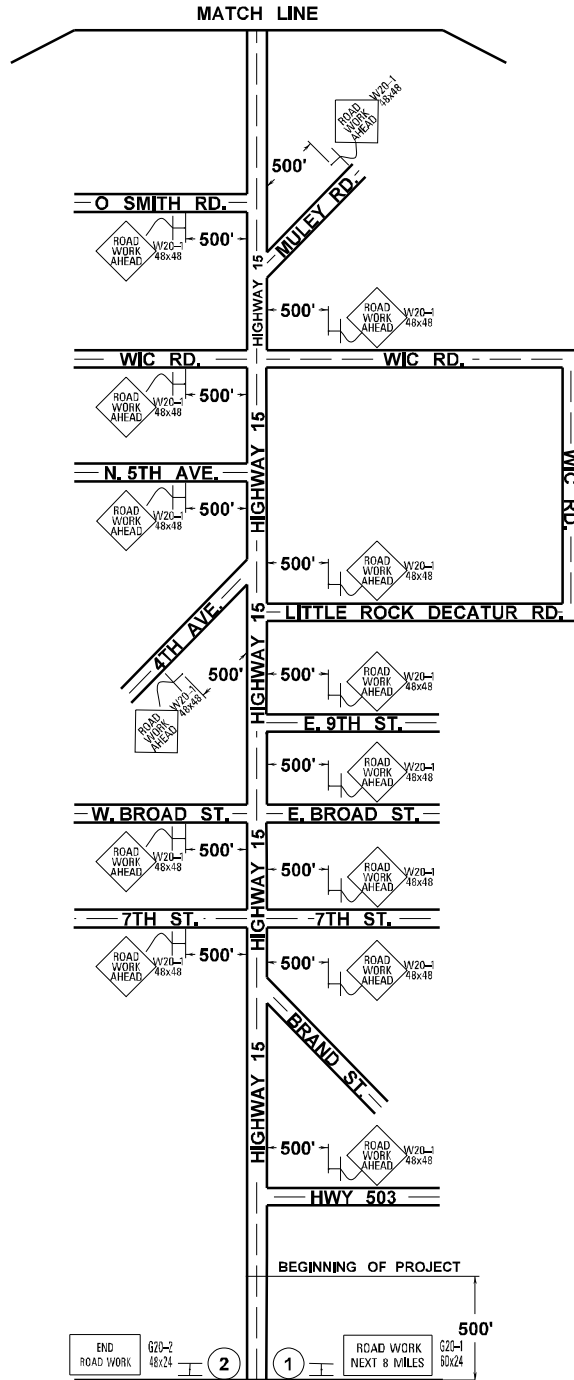 MATCH LINE
W20-1
48x48
ROAD
WORK
AHEAD
500'
O SMITH RD.
MULEY RD.
ROAD
WORK
AHEAD
W20-1
48x48
500'
HIGHWAY 15
500'
ROAD
WORK
AHEAD
W20-1
48x48
WIC RD.
WIC RD.
ROAD
WORK
AHEAD
W20-1
48x48
500'
HIGHWAY 15
WIC RD.
N. 5TH AVE.
ROAD
WORK
AHEAD
W20-1
48x48
500'
500'
ROAD
WORK
AHEAD
W20-1
48x48
4TH AVE.
LITTLE ROCK DECATUR RD.
HIGHWAY 15
500'
ROAD
WORK
AHEAD
W20-1
48x48
500'
ROAD
WORK
AHEAD
W20-1
48x48
E. 9TH ST.
500'
ROAD
WORK
AHEAD
W20-1
48x48
W. BROAD ST.
E. BROAD ST.
ROAD
WORK
AHEAD
W20-1
48x48
500'
HIGHWAY 15
500'
ROAD
WORK
AHEAD
W20-1
48x48
7TH ST.
7TH ST.
ROAD
WORK
AHEAD
W20-1
48x48
500'
500'
ROAD
WORK
AHEAD
W20-1
48x48
BRAND ST.
HIGHWAY 15
500'
ROAD
WORK
AHEAD
W20-1
48x48
HWY 503
BEGINNING OF PROJECT
500'
END
ROAD WORK
G20-2
48x24
2
1
ROAD WORK
NEXT 8 MILES
G20-1
60x24